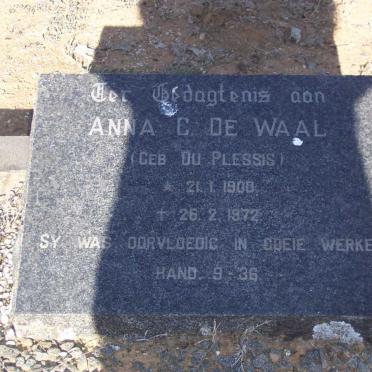 Ter Gedagtenis aan
ANNA C. DE WAAL
(GEB DU PLESSIS)
* 21.1.1900.
+ 26.2.1972
SY WAS OORVLOEDIG IN GOEIE WERKE
HAND. 9-36